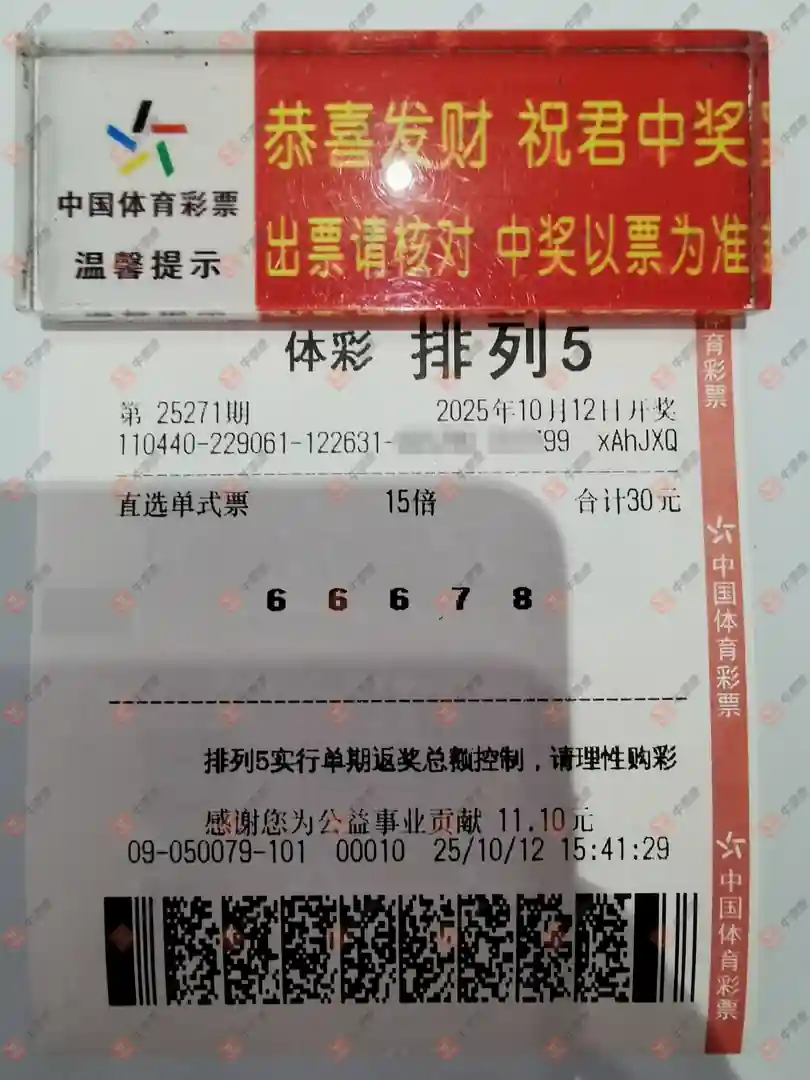 中国体育彩票
温馨提示
恭喜发财 祝君中奖
出票请核对 中奖以票为准
体彩 排列5
第 25271期 2025年10月12日开奖
110440-229061-122631- 99 xAhJXQ
直选单式票 15倍 合计30元
6 6 6 7 8
排列5实行单期返奖总额控制，请理性购彩
感谢您为公益事业贡献 11.10元
09-050079-101 00010 25/10/12 15:41:29
体育彩票
中国体育彩票
中国体育彩票